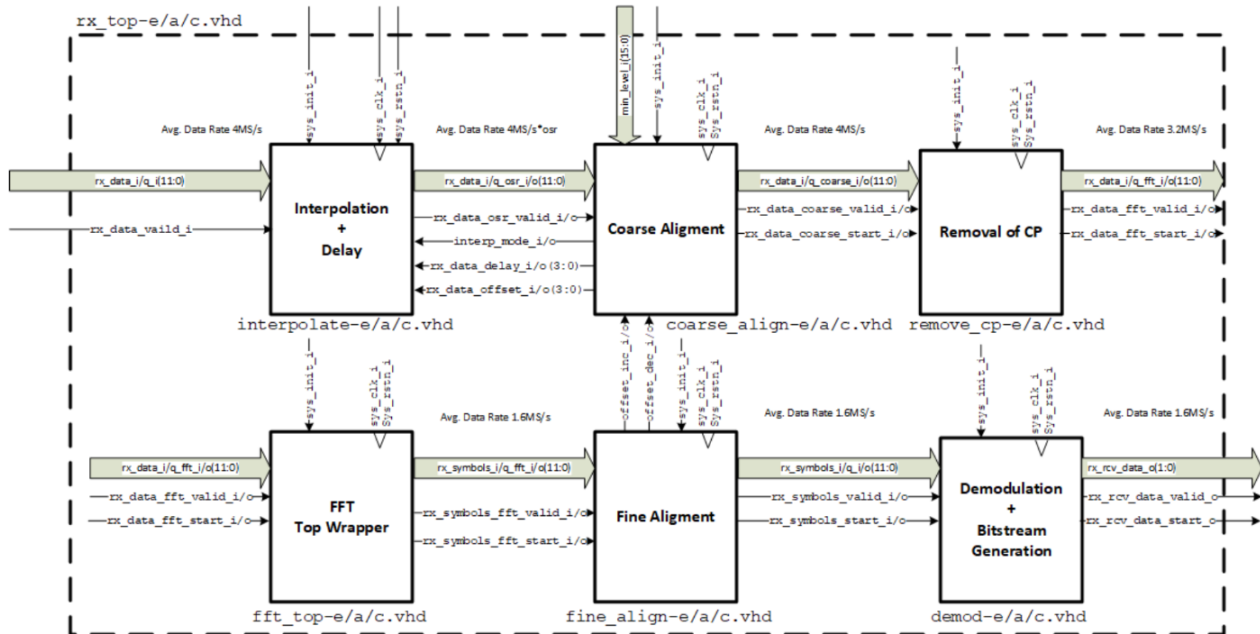 rx_top-e/a/c.vhd
sys_init_i
sys_clk_i
sys_rstn_i
min_level_i(15:0)
sys_init_i
sys_clk_i
Sys_rstn_i
sys_init_i
sys_clk_i
Sys_rstn_i
Avg. Data Rate 4MS/s
Avg. Data Rate 4MS/s*osr
Avg. Data Rate 4MS/s
Avg. Data Rate 3.2MS/s
rx_data_i/q_i(11:0)
rx_data_vaild_i
Interpolation
+
Delay
rx_data_i/q_osr_i/o(11:0)
rx_data_osr_valid_i/o
interp_mode_i/o
rx_data_delay_i/o(3:0)
rx_data_offset_i/o(3:0)
Coarse Aligment
rx_data_i/q_coarse_i/o(11:0)
rx_data_coarse_valid_i/o
rx_data_coarse_start_i/o
Removal of CP
rx_data_i/q_fft_i/o(11:0)
rx_data_fft_valid_i/o
rx_data_fft_start_i/o
interpolate-e/a/c.vhd
coarse_align-e/a/c.vhd
remove_cp-e/a/c.vhd
sys_init_i
sys_clk_i
Sys_rstn_i
offset_inc_i/o
offset_dec_i/o
sys_init_i
sys_clk_i
Sys_rstn_i
sys_init_i
sys_clk_i
Sys_rstn_i
Avg. Data Rate 1.6MS/s
Avg. Data Rate 1.6MS/s
Avg. Data Rate 1.6MS/s
rx_data_i/q_fft_i/o(11:0)
rx_data_fft_valid_i/o
rx_data_fft_start_i/o
FFT
Top Wrapper
rx_symbols_i/q_fft_i/o(11:0)
rx_symbols_fft_valid_i/o
rx_symbols_fft_start_i/o
Fine Aligment
rx_symbols_i/q_i/o(11:0)
rx_symbols_valid_i/o
rx_symbols_start_i/o
Demodulation
+
Bitstream
Generation
rx_rcv_data_o(1:0)
rx_rcv_data_valid_o
rx_rcv_data_start_o
fft_top-e/a/c.vhd
fine_align-e/a/c.vhd
demod-e/a/c.vhd